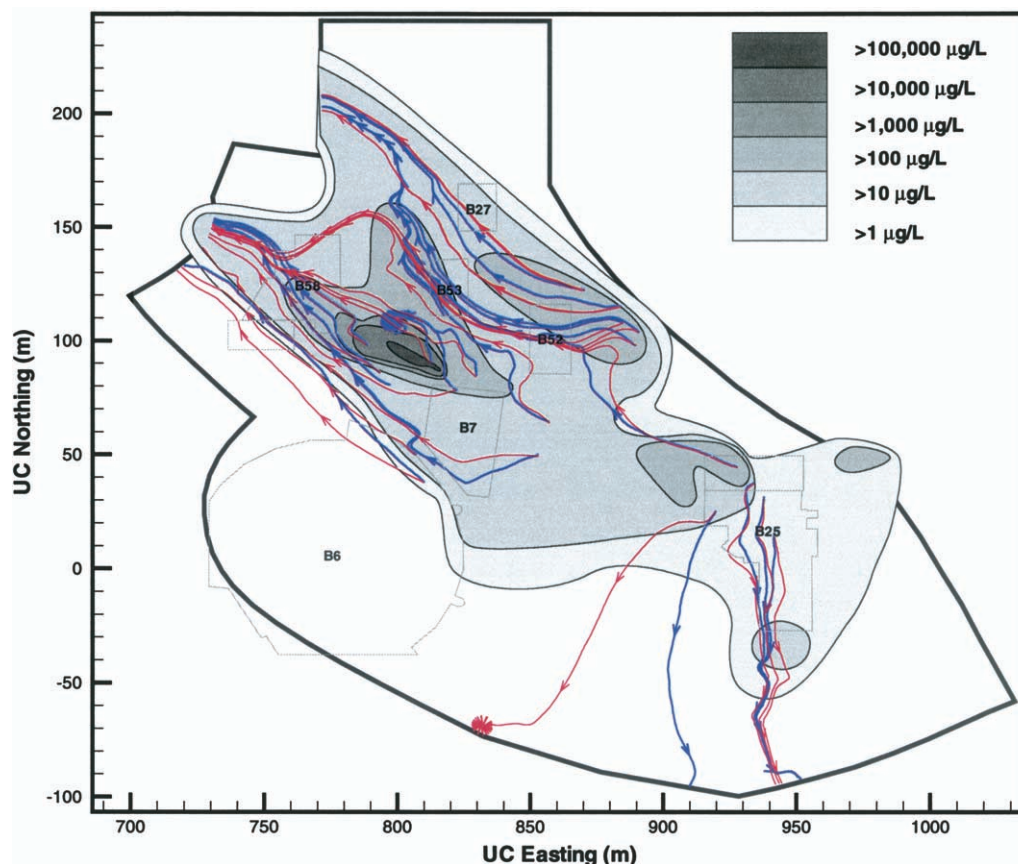 >100,000 µg/L
>10,000 µg/L
>1,000 µg/L
>100 µg/L
>10 µg/L
>1 µg/L
200
150
100
50
0
-50
-100
UC Northing (m)
B27
B58
B53
B52
B7
B25
B6
700
750
800
850
900
950
1000
UC Easting (m)